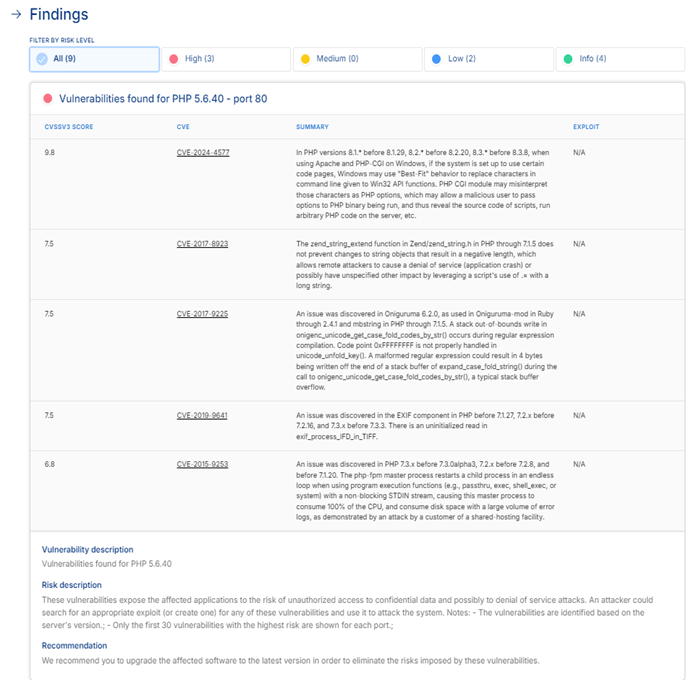 Findings
FILTER BY RISK LEVEL
All (9)
High (3)
Medium (0)
Low (2)
Info (4)
Vulnerabilities found for PHP 5.6.40 - port 80
CVSSV3 SCORE
CVE
SUMMARY
EXPLOIT
9.8
CVE-2024-4577
In PHP versions 8.1.* before 8.1.29, 8.2.* before 8.2.20, 8.3.* before 8.3.8, when
using Apache and PHP-CGI on Windows, if the system is set up to use certain
code pages, Windows may use "Best-Fit" behavior to replace characters in
command line given to Win32 API functions. PHP CGI module may misinterpret
those characters as PHP options, which may allow a malicious user to pass
options to PHP binary being run, and thus reveal the source code of scripts, run
arbitrary PHP code on the server, etc.
N/A
7.5
CVE-2017-8923
The zend_string_extend function in Zend/zend_string.h in PHP through 7.1.5 does
not prevent changes to string objects that result in a negative length, which
allows remote attackers to cause a denial of service (application crash) or
possibly have unspecified other impact by leveraging a script's use of .= with a
long string.
N/A
7.5
CVE-2017-9225
An issue was discovered in Oniguruma 6.2.0, as used in Oniguruma-mod in Ruby
through 2.4.1 and mbstring in PHP through 7.1.5. A stack out-of-bounds write in
onigenc_unicode_get_case_fold_codes_by_str() occurs during regular expression
compilation. Code point 0xFFFFFFFF is not properly handled in
unicode_unfold_key(). A malformed regular expression could result in 4 bytes
being written off the end of a stack buffer of expand_case_fold_string() during the
call to onigenc_unicode_get_case_fold_codes_by_str(), a typical stack buffer
overflow.
N/A
7.5
CVE-2019-9641
An issue was discovered in the EXIF component in PHP before 7.1.27, 7.2.x before
7.2.16, and 7.3.x before 7.3.3. There is an uninitialized read in
exif_process_IFD_in_TIFF.
N/A
6.8
CVE-2015-9253
An issue was discovered in PHP 7.3.x before 7.3.0alpha3, 7.2.x before 7.2.8, and
before 7.1.20. The php-fpm master process restarts a child process in an endless
loop when using program execution functions (e.g., passthru, exec, shell_exec, or
system) with a non-blocking STDIN stream, causing this master process to
consume 100% of the CPU, and consume disk space with a large volume of error
logs, as demonstrated by an attack by a customer of a shared-hosting facility.
N/A
Vulnerability description
Vulnerabilities found for PHP 5.6.40
Risk description
These vulnerabilities expose the affected applications to the risk of unauthorized access to confidential data and possibly to denial of service attacks. An attacker could
search for an appropriate exploit (or create one) for any of these vulnerabilities and use it to attack the system. Notes: - The vulnerabilities are identified based on the
server's version.; - Only the first 30 vulnerabilities with the highest risk are shown for each port.;
Recommendation
We recommend you to upgrade the affected software to the latest version in order to eliminate the risks imposed by these vulnerabilities.